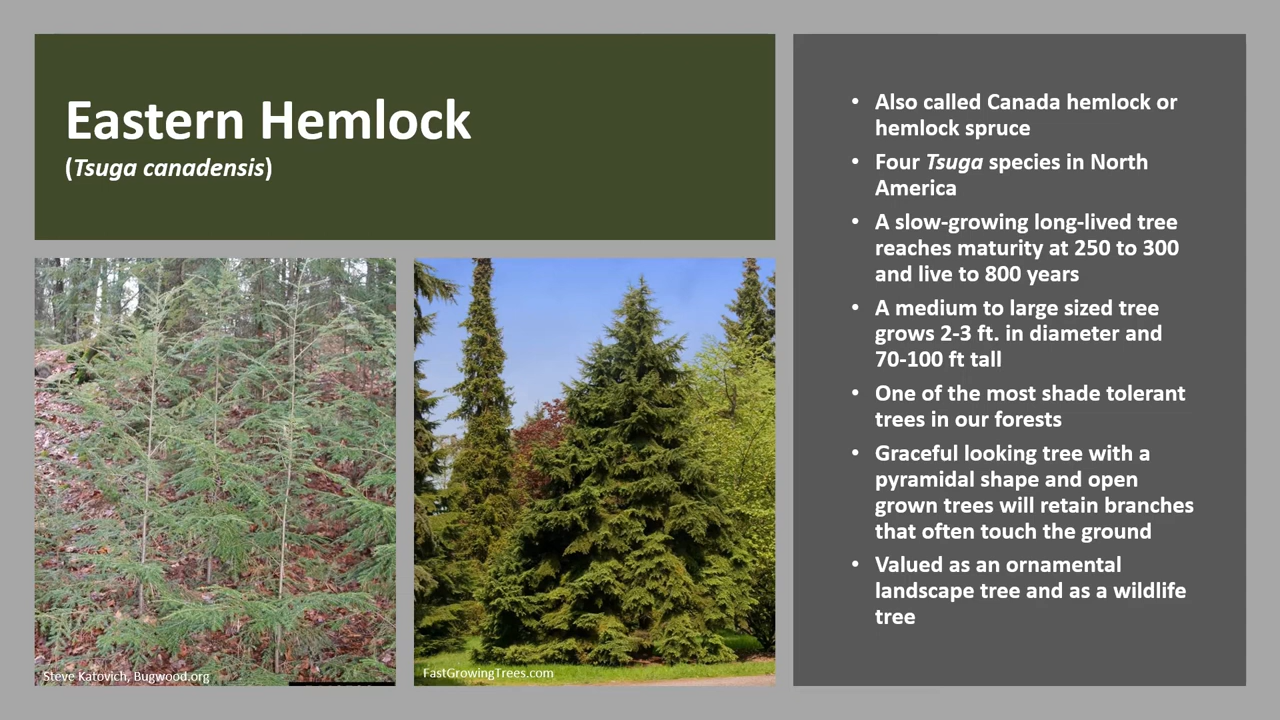 Eastern Hemlock
(Tsuga canadensis)
Steve Katovich, Bugwood.org
FastGrowingTrees.com
• Also called Canada hemlock or
hemlock spruce
• Four Tsuga species in North
America
• A slow-growing long-lived tree
reaches maturity at 250 to 300
and live to 800 years
• A medium to large sized tree
grows 2-3 ft. in diameter and
70-100 ft tall
• One of the most shade tolerant
trees in our forests
• Graceful looking tree with a
pyramidal shape and open
grown trees will retain branches
that often touch the ground
• Valued as an ornamental
landscape tree and as a wildlife
tree